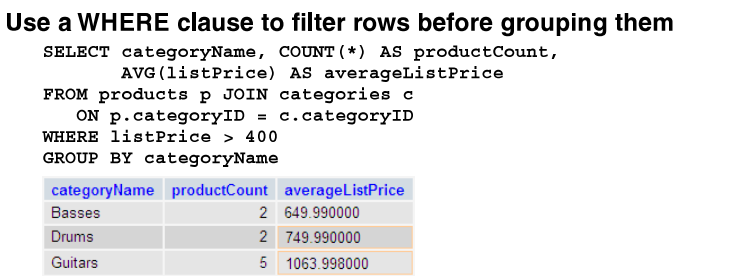 Use a WHERE clause to filter rows before grouping them
SELECT categoryName, COUNT(*) AS productCount,
AVG(listPrice) AS averageListPrice
FROM products p JOIN categories c
ON p.categoryID = c.categoryID
WHERE listPrice > 400
GROUP BY categoryName
categoryName productCount averageListPrice
Basses 2 649.990000
Drums 2 749.990000
Guitars 5 1063.998000